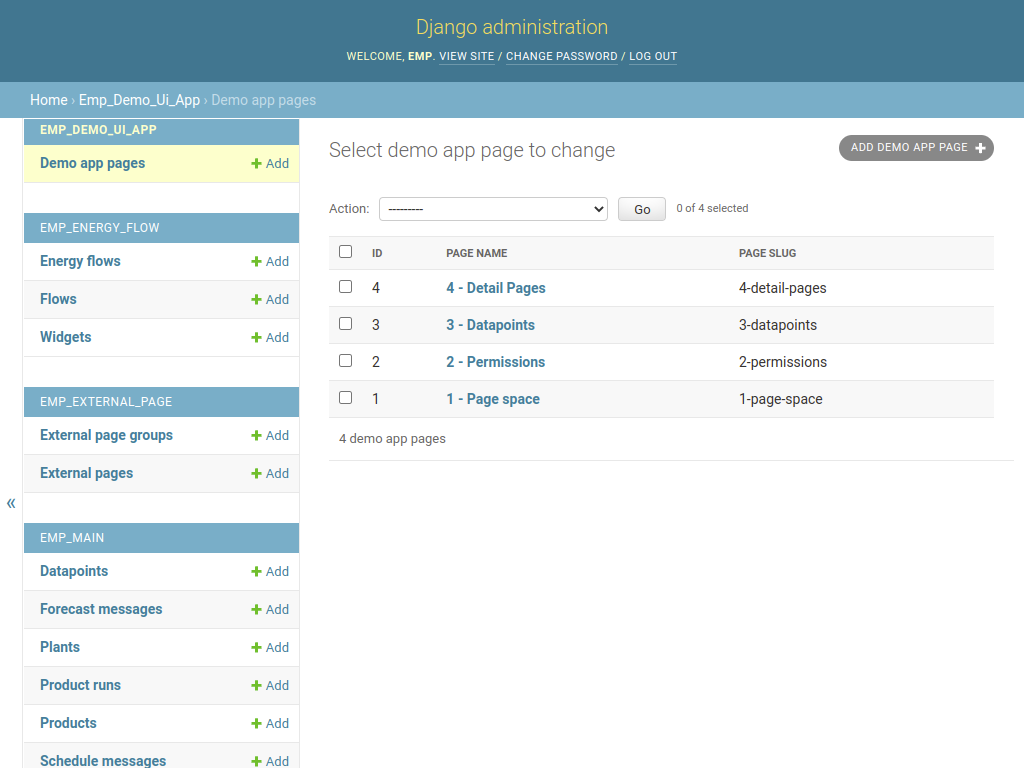 Django administration
WELCOME, EMP. VIEW SITE / CHANGE PASSWORD / LOG OUT
Home › Emp_Demo_Ui_App › Demo app pages
EMP_DEMO_UI_APP
Demo app pages Add
EMP_ENERGY_FLOW
Energy flows Add
Flows Add
Widgets Add
EMP_EXTERNAL_PAGE
External page groups Add
External pages Add
«
EMP_MAIN
Datapoints Add
Forecast messages Add
Plants Add
Product runs Add
Products Add
Schedule messages Add
Select demo app page to change
ADD DEMO APP PAGE
Action: --------- Go 0 of 4 selected
ID PAGE NAME PAGE SLUG
4 4 - Detail Pages 4-detail-pages
3 3 - Datapoints 3-datapoints
2 2 - Permissions 2-permissions
1 1 - Page space 1-page-space
4 demo app pages